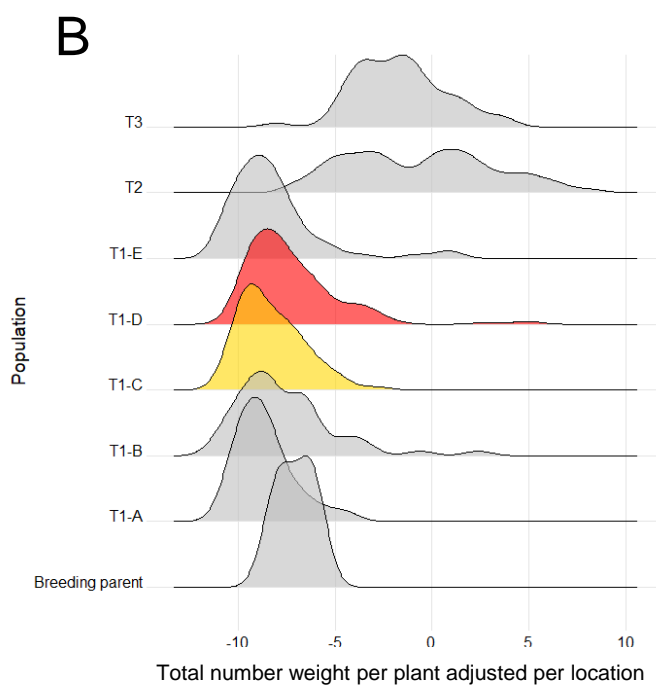 B
T3
T2
T1-E
T1-D
T1-C
T1-B
T1-A
Breeding parent
Population
-10 -5 0 5 10
Total number weight per plant adjusted per location